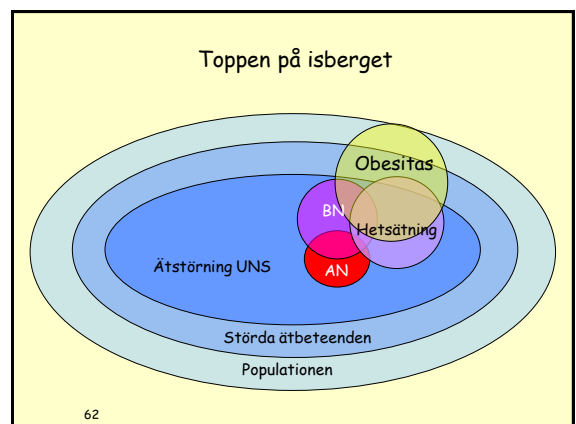 Toppen på isberget
Obesitas
BN
Hetsätning
Ätstörning UNS
AN
Störda ätbeteenden
Populationen
62